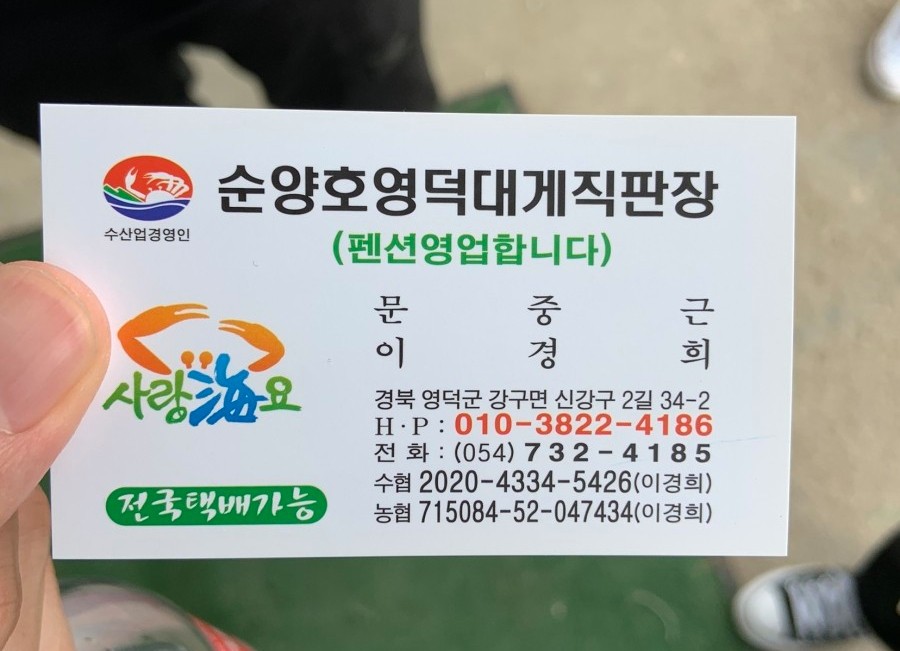 순양호영덕대게직판장
수산업경영인
(펜션영업합니다)
문 중 근
이 경 희
사랑海요
경북 영덕군 강구면 신강구 2길 34-2
H·P : 010-3822-4186
전 화 : (054) 732-4185
수협 2020-4334-5426(이경희)
농협 715084-52-047434(이경희)
전국택배가능